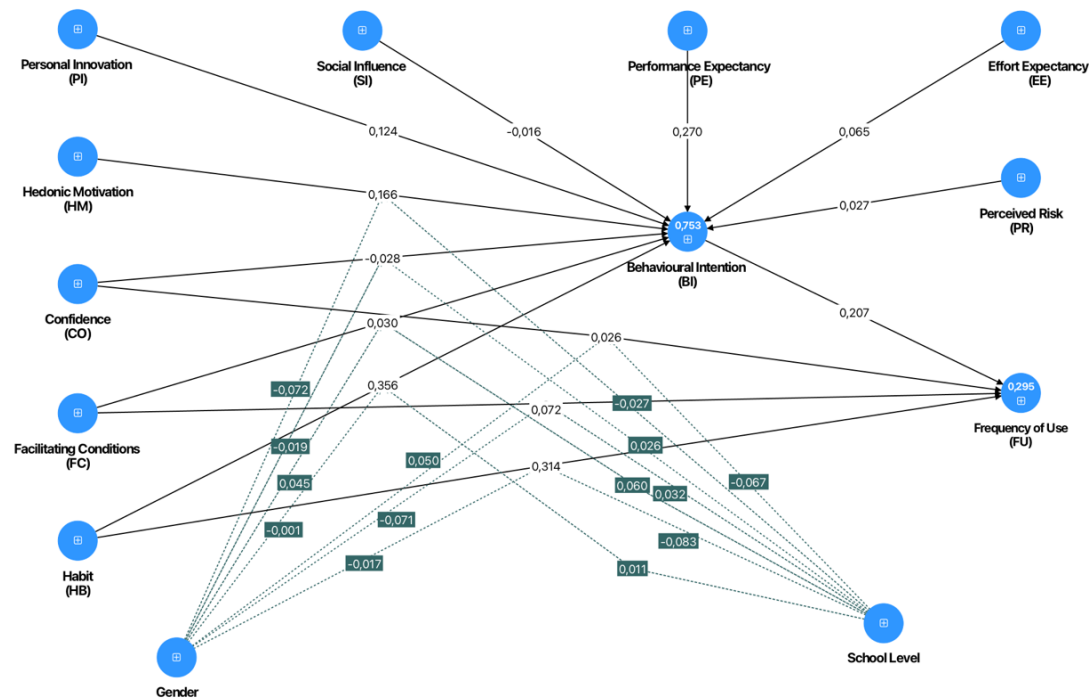 Personal Innovation
(PI)
Social Influence
(SI)
Performance Expectancy
(PE)
Effort Expectancy
(EE)
0,124
-0,016
0,270
0,065
Hedonic Motivation
(HM)
0,166
0,027
Perceived Risk
(PR)
0,753
Behavioural Intention
(BI)
-0,028
Confidence
(CO)
0,030
0,026
0,207
0,295
Frequency of Use
(FU)
-0,072
0,356
-0,027
0,072
Facilitating Conditions
(FC)
-0,019
0,026
0,050
0,314
0,045
0,060
0,032
-0,067
-0,001
-0,071
-0,083
-0,017
0,011
Habit
(HB)
School Level
Gender